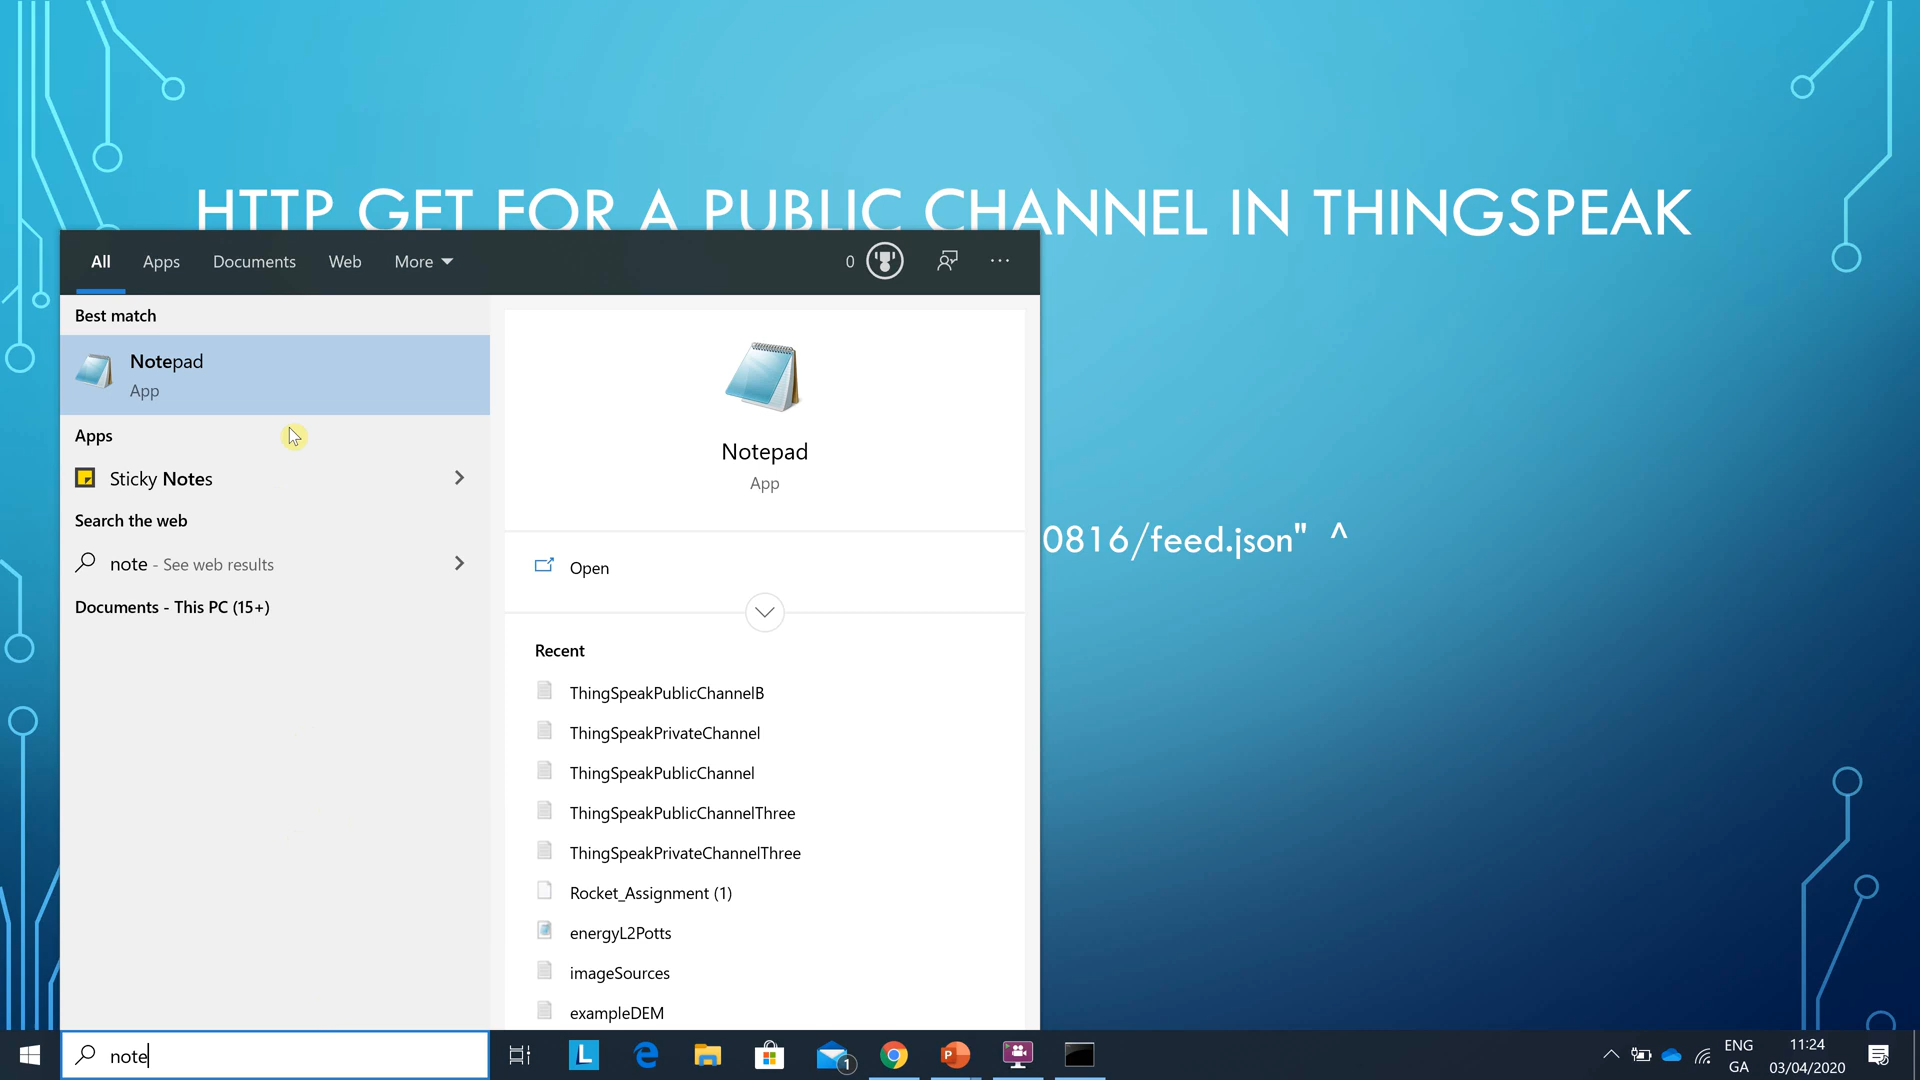 HTTP GET FOR A PUBLIC CHANNEL IN THINGSPEAK
All Apps Documents Web More 0
Best match
Notepad
App
Apps
Sticky Notes
Search the web
note - See web results
Documents - This PC (15+)
Notepad
App
Open
Recent
ThingSpeakPublicChannelB
ThingSpeakPrivateChannel
ThingSpeakPublicChannel
ThingSpeakPublicChannelThree
ThingSpeakPrivateChannelThree
Rocket_Assignment (1)
energyL2Potts
imageSources
exampleDEM
0816/feed.json" ^
note
L
P
1
ENG
GA
11:24
03/04/2020